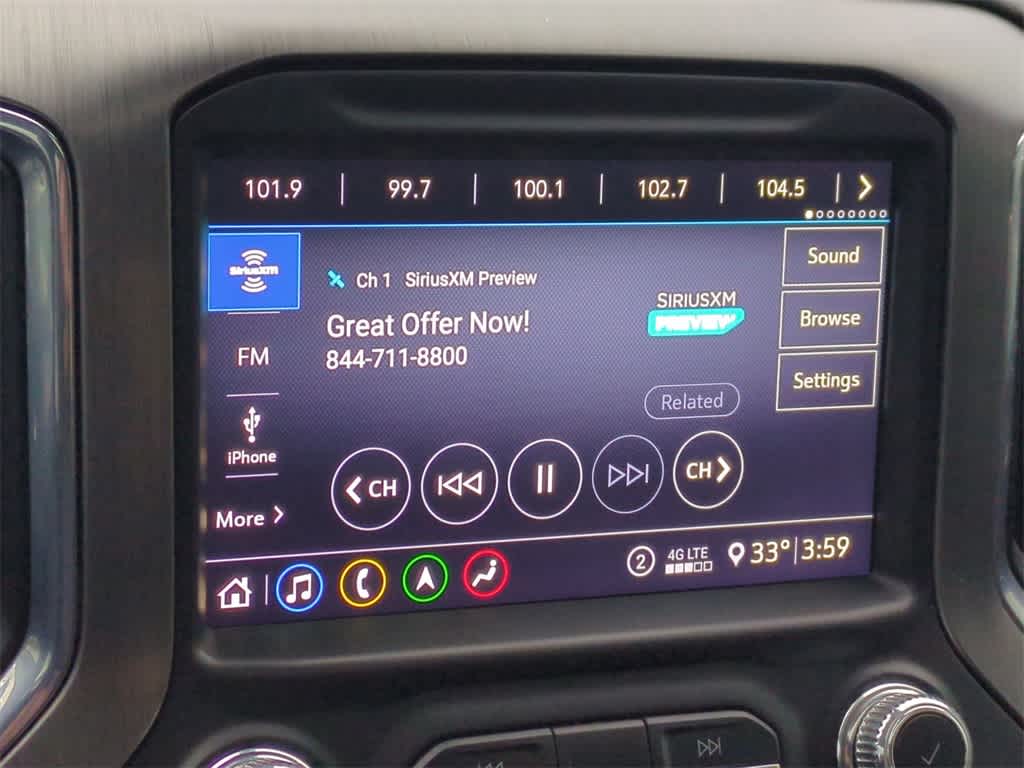 101.9 99.7 100.1 102.7 104.5
SiriusXM
Ch 1 SiriusXM Preview
Great Offer Now!
844-711-8800
SIRIUSXM
PREVIEW
Sound
Browse
Settings
FM
iPhone
More
Related
CH
CH
2
4G LTE
33° 3:59